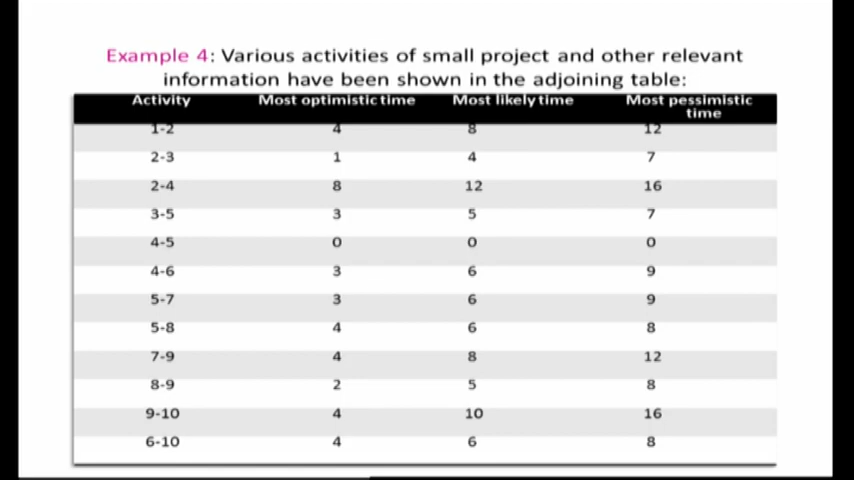 Example 4: Various activities of small project and other relevant
information have been shown in the adjoining table:
Activity Most optimistic time Most likely time Most pessimistic time
1-2 4 8 12
2-3 1 4 7
2-4 8 12 16
3-5 3 5 7
4-5 0 0 0
4-6 3 6 9
5-7 3 6 9
5-8 4 6 8
7-9 4 8 12
8-9 2 5 8
9-10 4 10 16
6-10 4 6 8